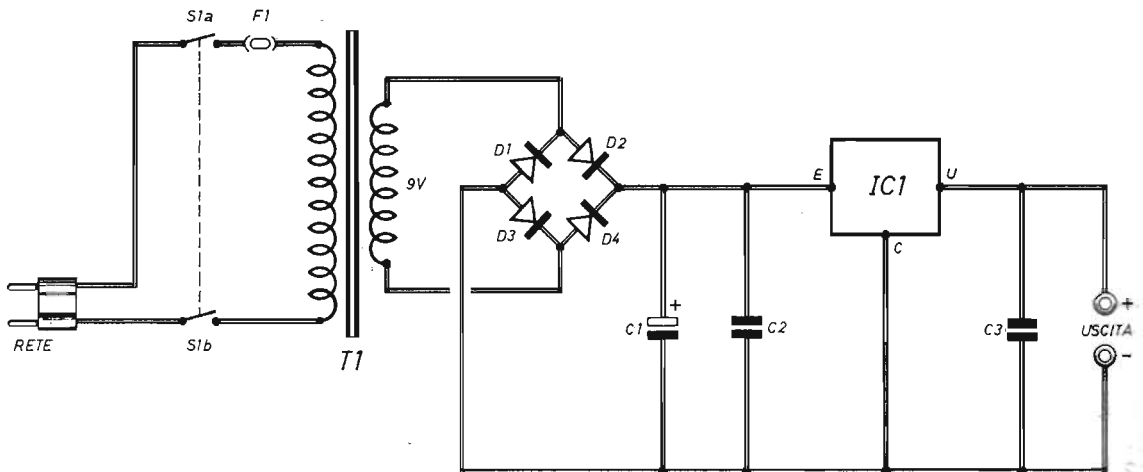 S1a
F1
D1
D2
9V
D3
D4
E
IC1
U
C
RETE
S1b
T1
+
C1
C2
C3
+
USCITA
-